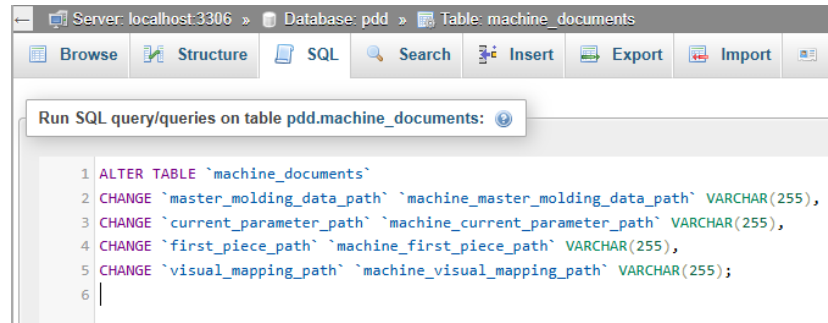 ← Server: localhost:3306 » Database: pdd » Table: machine_documents
Browse Structure SQL Search Insert Export Import
Run SQL query/queries on table pdd.machine_documents:
1 ALTER TABLE `machine_documents`
2 CHANGE `master_molding_data_path` `machine_master_molding_data_path` VARCHAR(255),
3 CHANGE `current_parameter_path` `machine_current_parameter_path` VARCHAR(255),
4 CHANGE `first_piece_path` `machine_first_piece_path` VARCHAR(255),
5 CHANGE `visual_mapping_path` `machine_visual_mapping_path` VARCHAR(255);
6